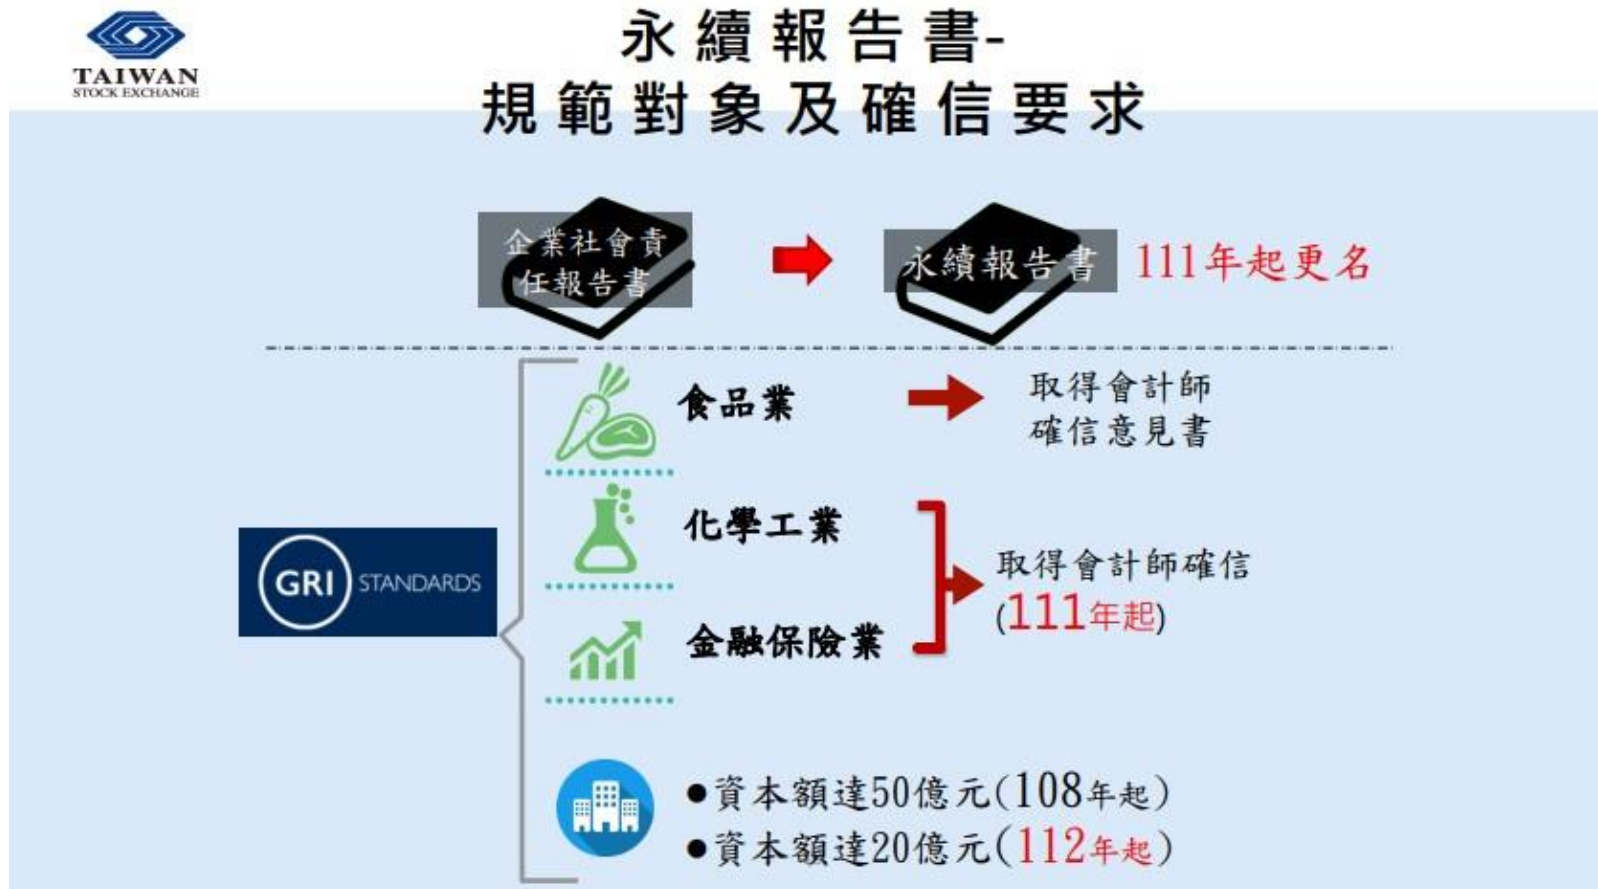 TAIWAN
STOCK EXCHANGE
永續報告書-
規範對象及確信要求
企業社會責
任報告書
永續報告書
111年起更名
食品業
取得會計師
確信意見書
化學工業
取得會計師確信
(111年起)
金融保險業
GRI STANDARDS
●資本額達50億元(108年起)
●資本額達20億元(112年起)